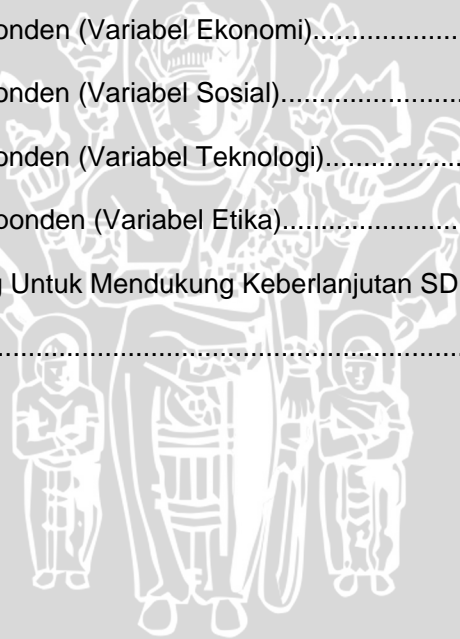 onden (Variabel Ekonomi)......................
onden (Variabel Sosial)..........................
onden (Variabel Teknologi)....................
ponden (Variabel Etika)..........................
Untuk Mendukung Keberlanjutan SD
...........................................................................